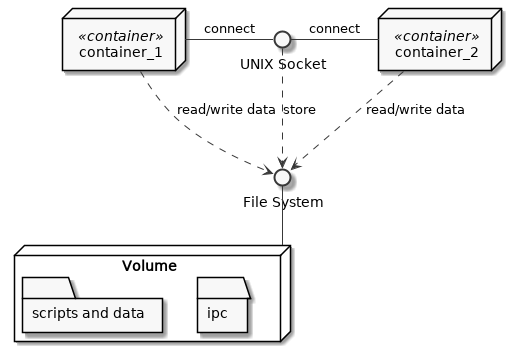 «container»
container_1
connect
connect
«container»
container_2
UNIX Socket
read/write data
store
read/write data
File System
Volume
scripts and data
ipc